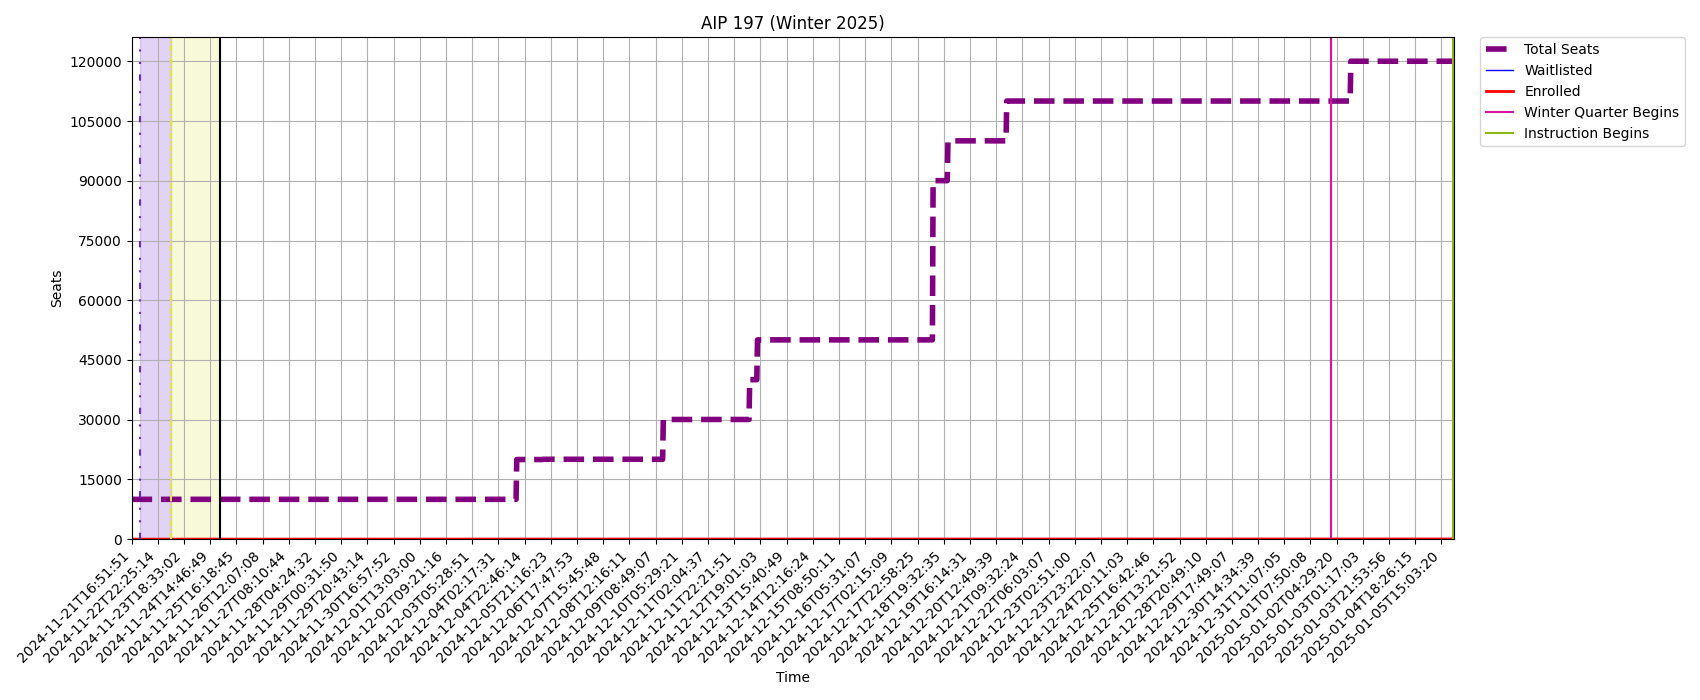 AIP 197 (Winter 2025)
Total Seats
Waitlisted
Enrolled
Winter Quarter Begins
Instruction Begins
Seats
120000
105000
90000
75000
60000
45000
30000
15000
0
2024-11-21T16:51:51
2024-11-22T22:25:14
2024-11-23T18:33:02
2024-11-24T14:46:49
2024-11-25T16:18:45
2024-11-26T12:07:08
2024-11-27T08:10:44
2024-11-28T04:24:32
2024-11-29T00:31:50
2024-11-29T20:43:14
2024-11-30T16:57:52
2024-12-01T13:03:00
2024-12-02T09:21:16
2024-12-03T05:28:51
2024-12-04T02:17:31
2024-12-04T22:46:14
2024-12-05T21:16:23
2024-12-06T17:47:53
2024-12-07T15:45:48
2024-12-08T12:16:11
2024-12-09T08:49:07
2024-12-10T05:29:21
2024-12-11T02:04:37
2024-12-11T22:21:51
2024-12-12T19:01:03
2024-12-13T15:40:49
2024-12-14T12:16:24
2024-12-15T08:50:11
2024-12-16T05:31:07
2024-12-17T02:15:09
2024-12-17T22:58:25
2024-12-18T19:32:35
2024-12-19T16:14:31
2024-12-20T12:49:39
2024-12-21T09:32:24
2024-12-22T06:03:07
2024-12-23T02:51:00
2024-12-23T23:22:07
2024-12-24T20:11:03
2024-12-25T16:42:46
2024-12-26T13:21:52
2024-12-28T20:49:10
2024-12-29T17:49:07
2024-12-30T14:34:39
2024-12-31T11:07:05
2025-01-01T07:50:08
2025-01-02T04:29:20
2025-01-03T01:17:03
2025-01-03T21:53:56
2025-01-04T18:26:15
2025-01-05T15:03:20
Time